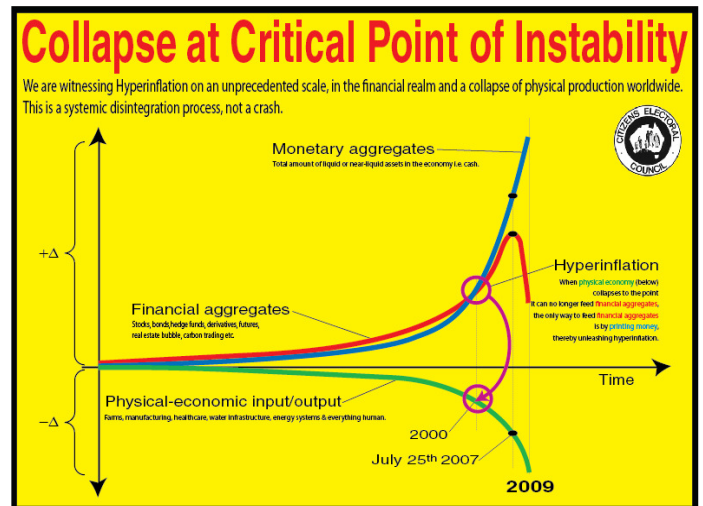 Collapse at Critical Point of Instability
We are witnessing Hyperinflation on an unprecedented scale, in the financial realm and a collapse of physical production worldwide.
This is a systemic disintegration process, not a crash.
CITIZENS ELECTORAL
COUNCIL
Monetary aggregates
Total amount of liquid or near-liquid assets in the economy i.e. cash.
+Δ
Hyperinflation
When physical economy (below)
collapses to the point
it can no longer feed financial aggregates,
the only way to feed financial aggregates
is by printing money,
thereby unleashing hyperinflation.
Financial aggregates
Stocks, bonds, hedge funds, derivatives, futures,
real estate bubble, carbon trading etc.
Time
Physical-economic input/output
Farms, manufacturing, healthcare, water infrastructure, energy systems & everything human.
−Δ
2000
July 25th 2007
2009